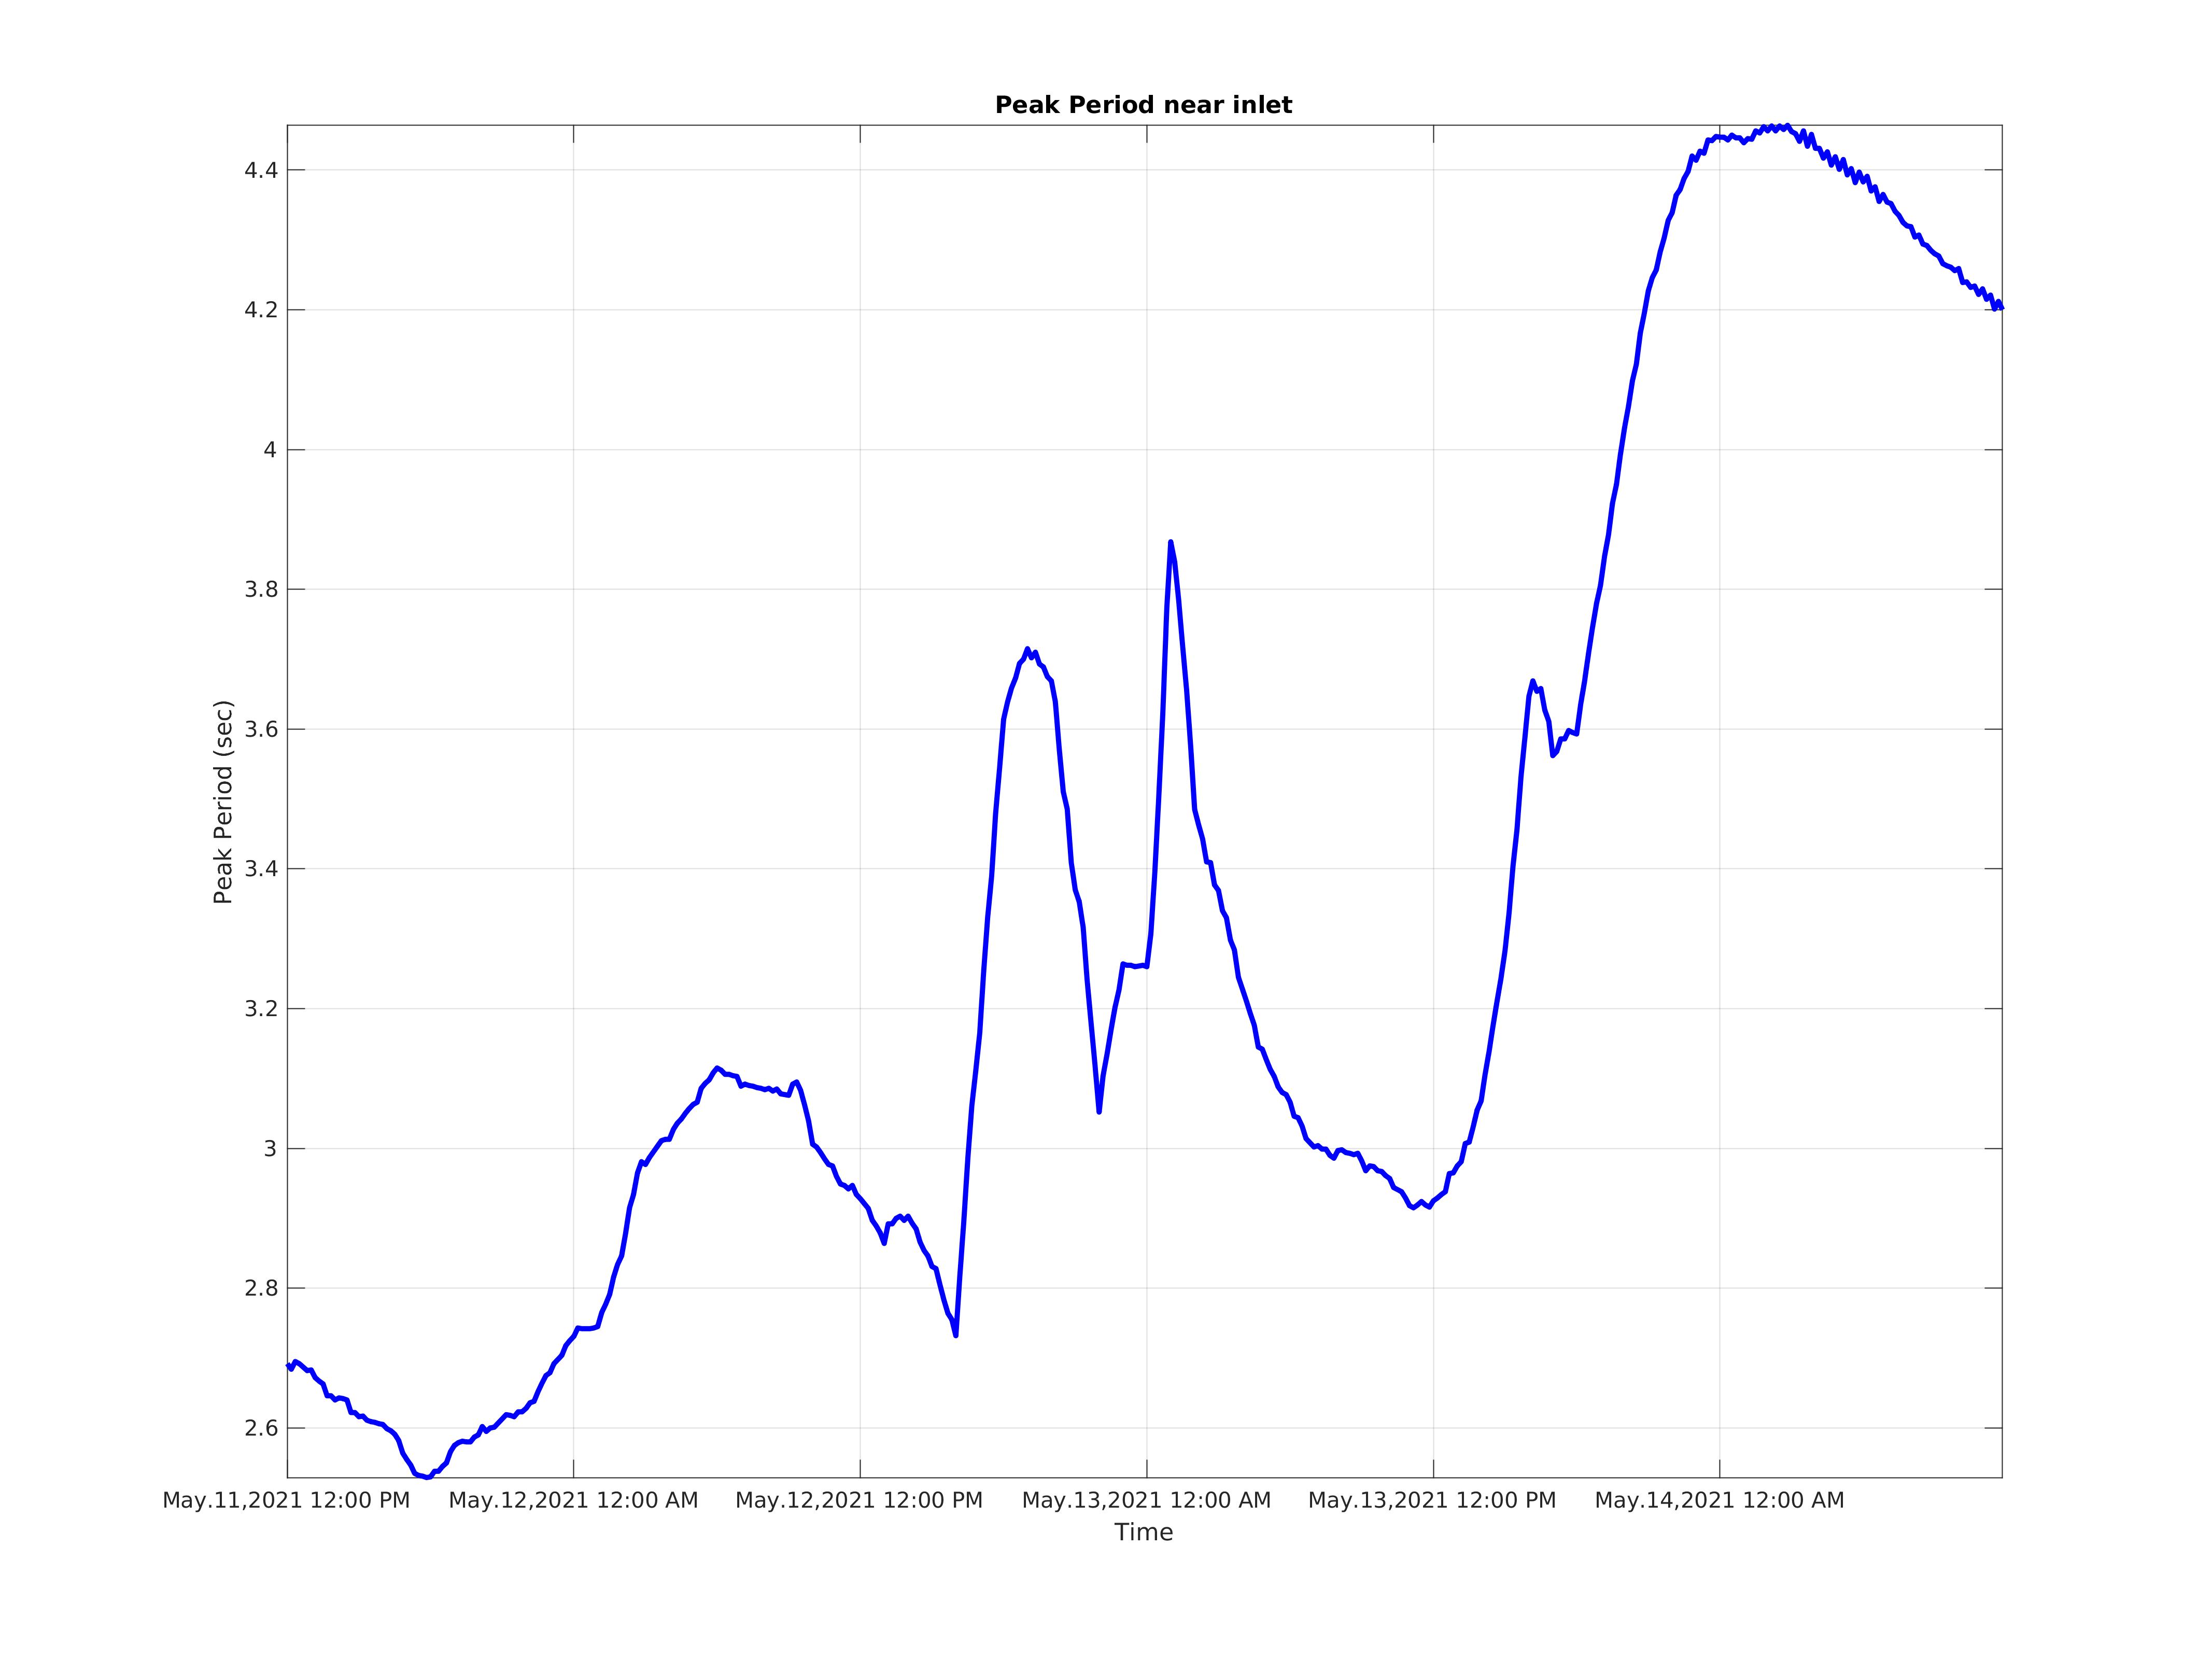 Peak Period near inlet
4.4
4.2
4
3.8
3.6
3.4
3.2
3
2.8
2.6
Peak Period (sec)
May.11,2021 12:00 PM May.12,2021 12:00 AM May.12,2021 12:00 PM May.13,2021 12:00 AM May.13,2021 12:00 PM May.14,2021 12:00 AM
Time